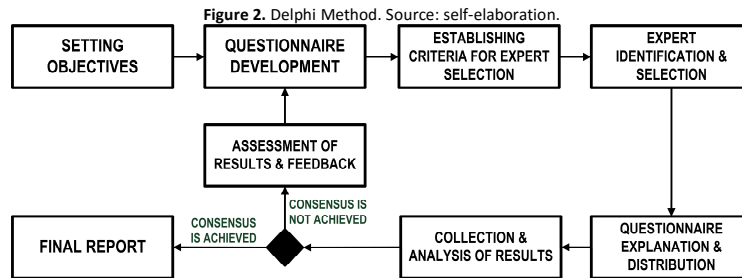 Figure 2. Delphi Method. Source: self-elaboration.
SETTING
OBJECTIVES
QUESTIONNAIRE
DEVELOPMENT
ESTABLISHING
CRITERIA FOR EXPERT
SELECTION
EXPERT
IDENTIFICATION &
SELECTION
ASSESSMENT OF
RESULTS & FEEDBACK
CONSENSUS IS
NOT ACHIEVED
CONSENSUS
IS ACHIEVED
FINAL REPORT
COLLECTION &
ANALYSIS OF RESULTS
QUESTIONNAIRE
EXPLANATION &
DISTRIBUTION